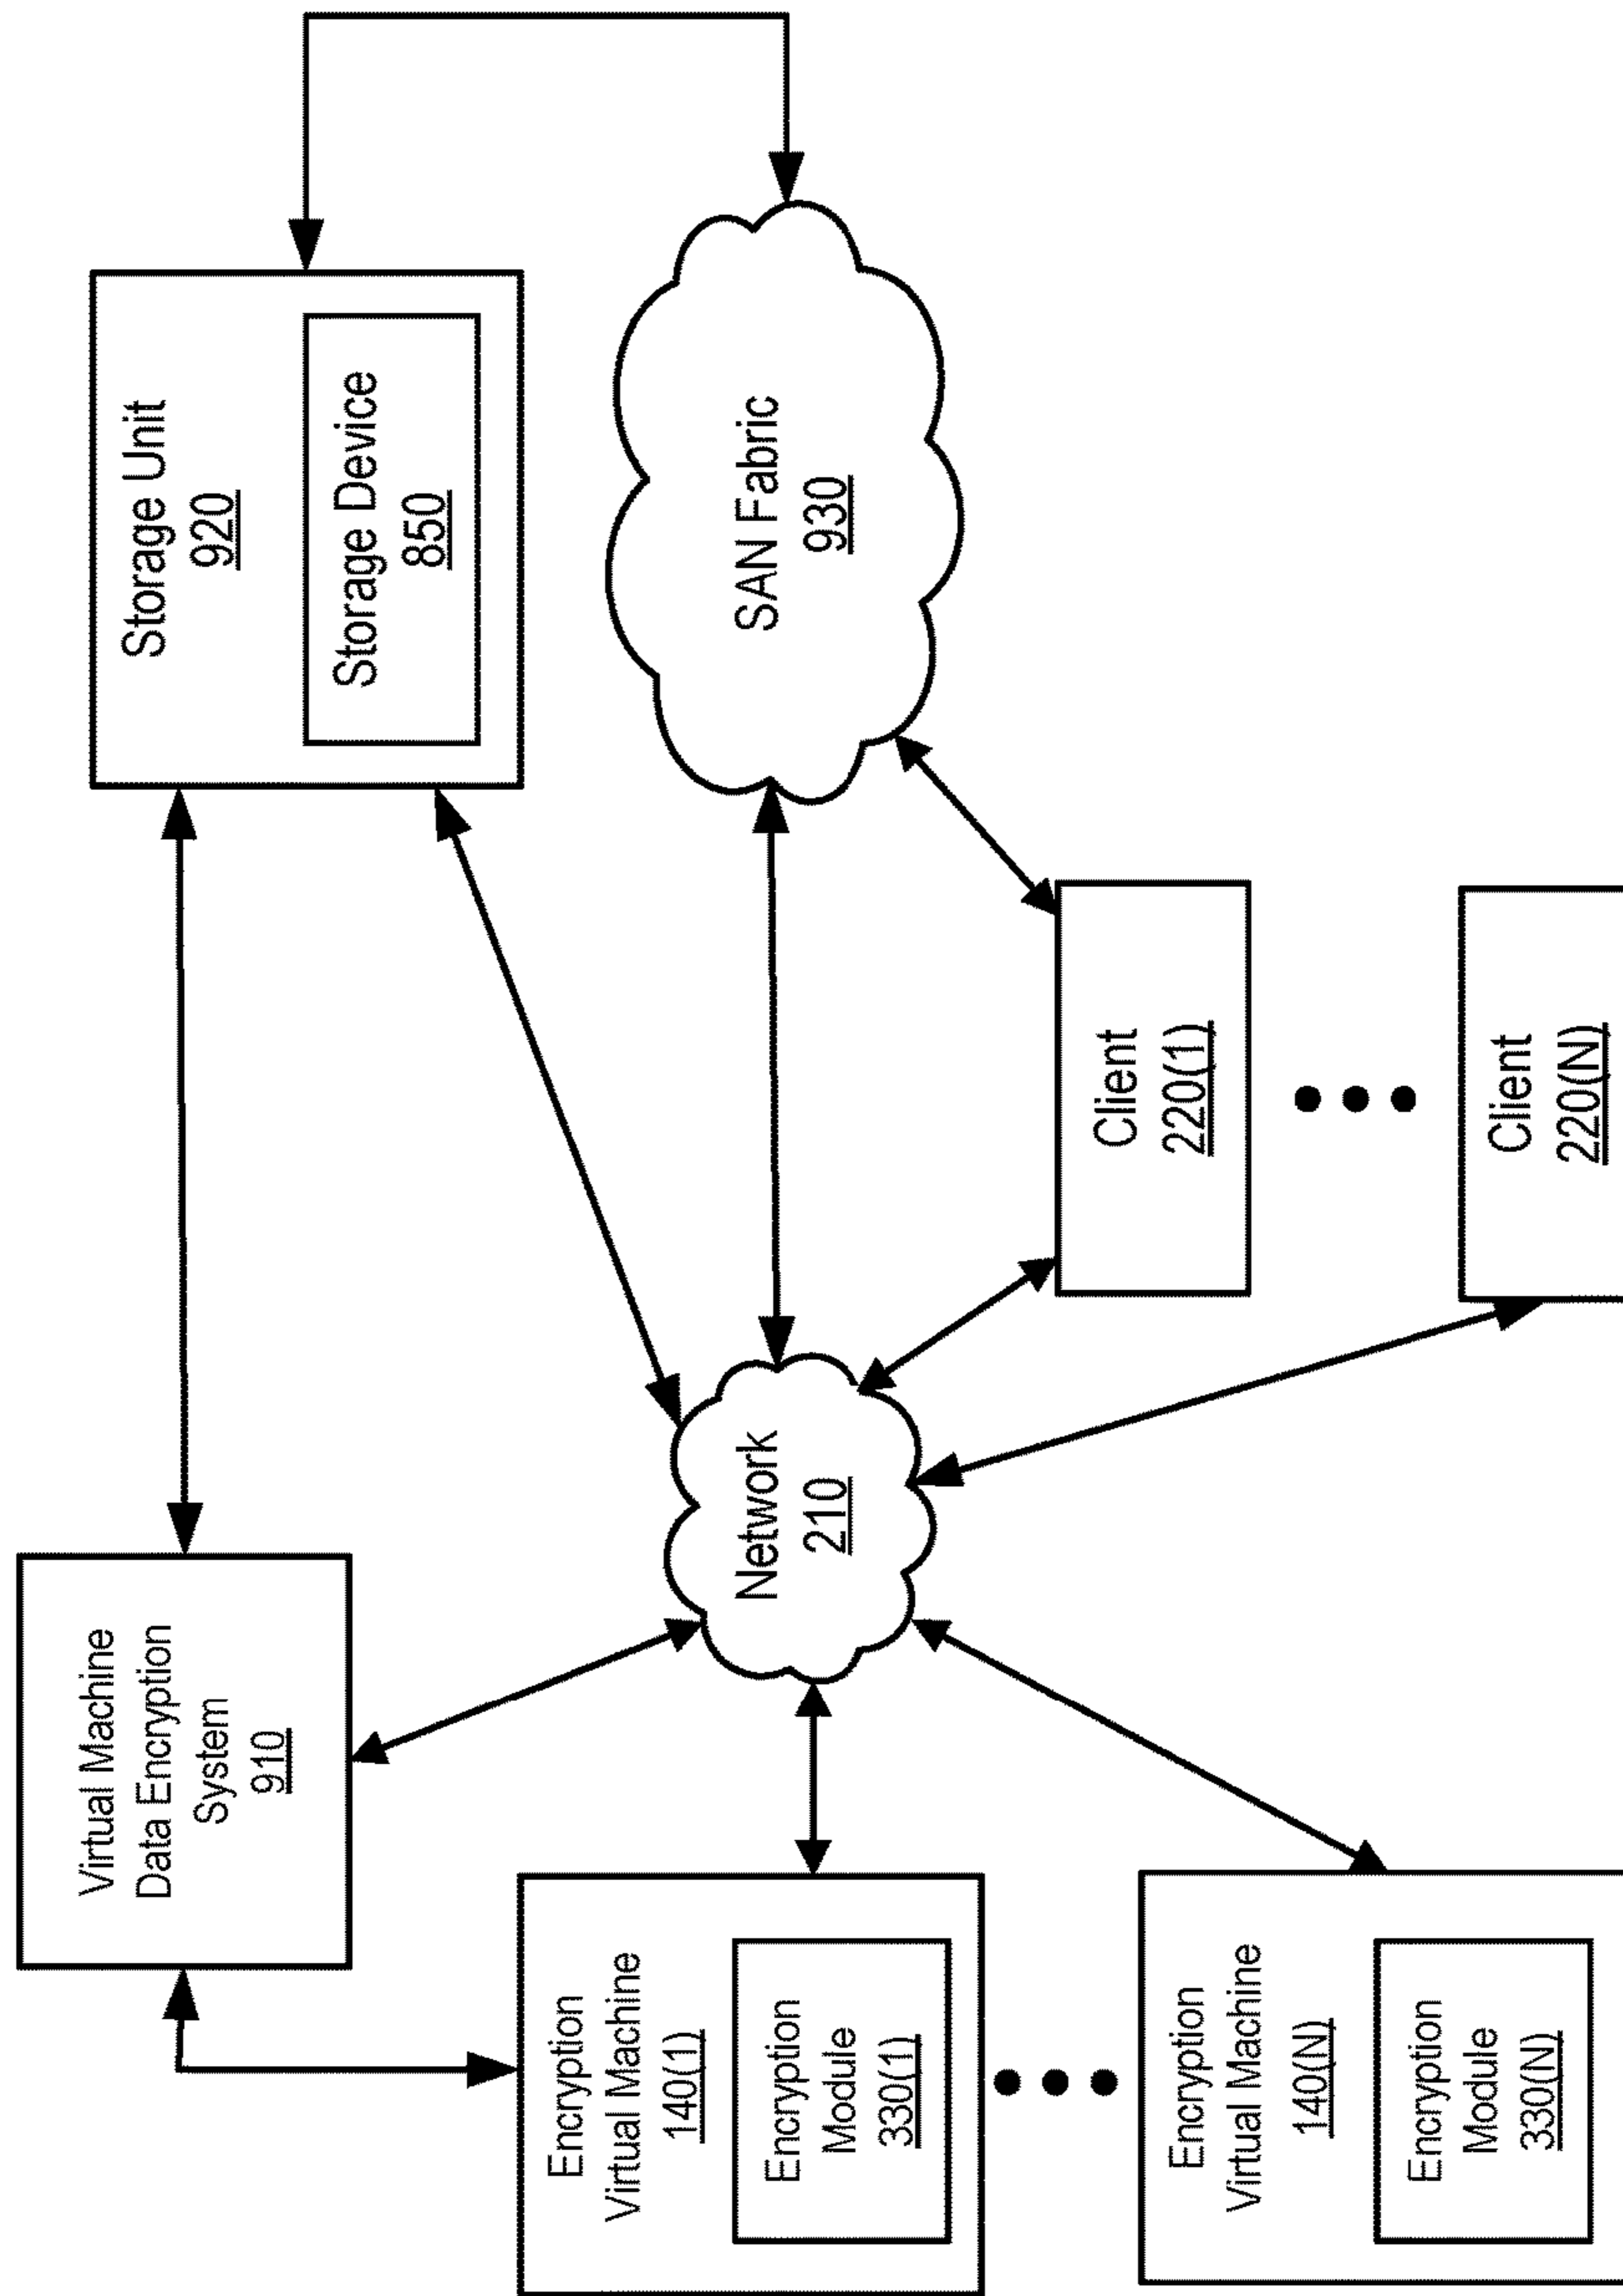 Virtual Machine
Data Encryption
System
910
Storage Unit
920
Storage Device
850
Encryption
Virtual Machine
140(1)
Encryption
Module
330(1)
Network
210
SAN Fabric
930
Encryption
Virtual Machine
140(N)
Encryption
Module
330(N)
Client
220(1)
Client
220(N)